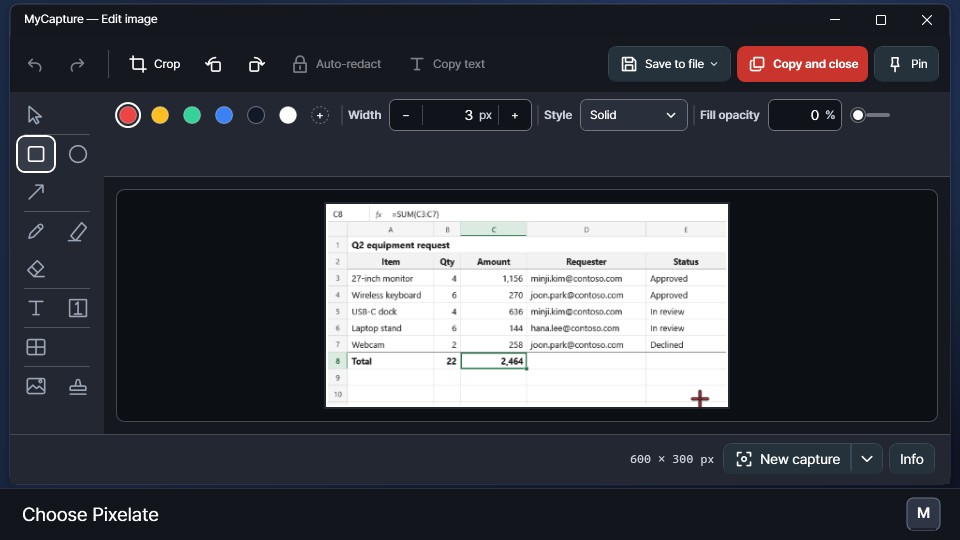 MyCapture — Edit image
Crop
Auto-redact
Copy text
Save to file
Copy and close
Pin
Width
− 3 px +
Style
Solid
Fill opacity
0 %
C8 fx =SUM(C3:C7)
A B C D E
1 Q2 equipment request
2 Item Qty Amount Requester Status
3 27-inch monitor 4 1,156 minji.kim@contoso.com Approved
4 Wireless keyboard 6 270 joon.park@contoso.com Approved
5 USB-C dock 4 636 minji.kim@contoso.com In review
6 Laptop stand 6 144 hana.lee@contoso.com In review
7 Webcam 2 258 joon.park@contoso.com Declined
8 Total 22 2,464
9
10
600 × 300 px
New capture
Info
Choose Pixelate
M